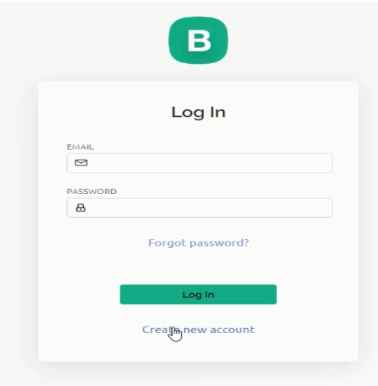 B
Log In
EMAIL
PASSWORD
Forgot password?
Log In
Create new account